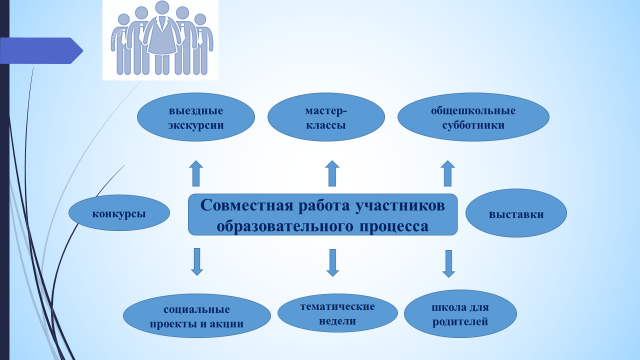 выездные
экскурсии
мастер-
классы
общешкольные
субботники
конкурсы
Совместная работа участников
образовательного процесса
выставки
социальные
проекты и акции
тематические
недели
школа для
родителей